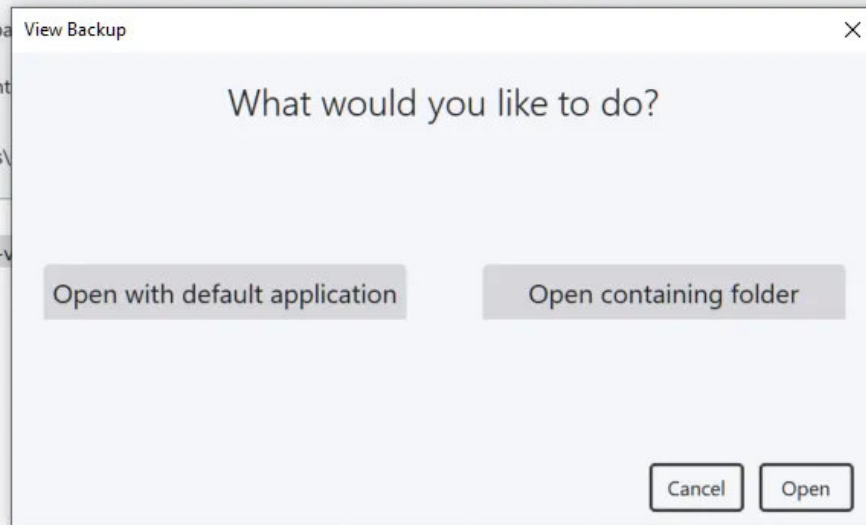 View Backup
What would you like to do?
Open with default application
Open containing folder
Cancel
Open